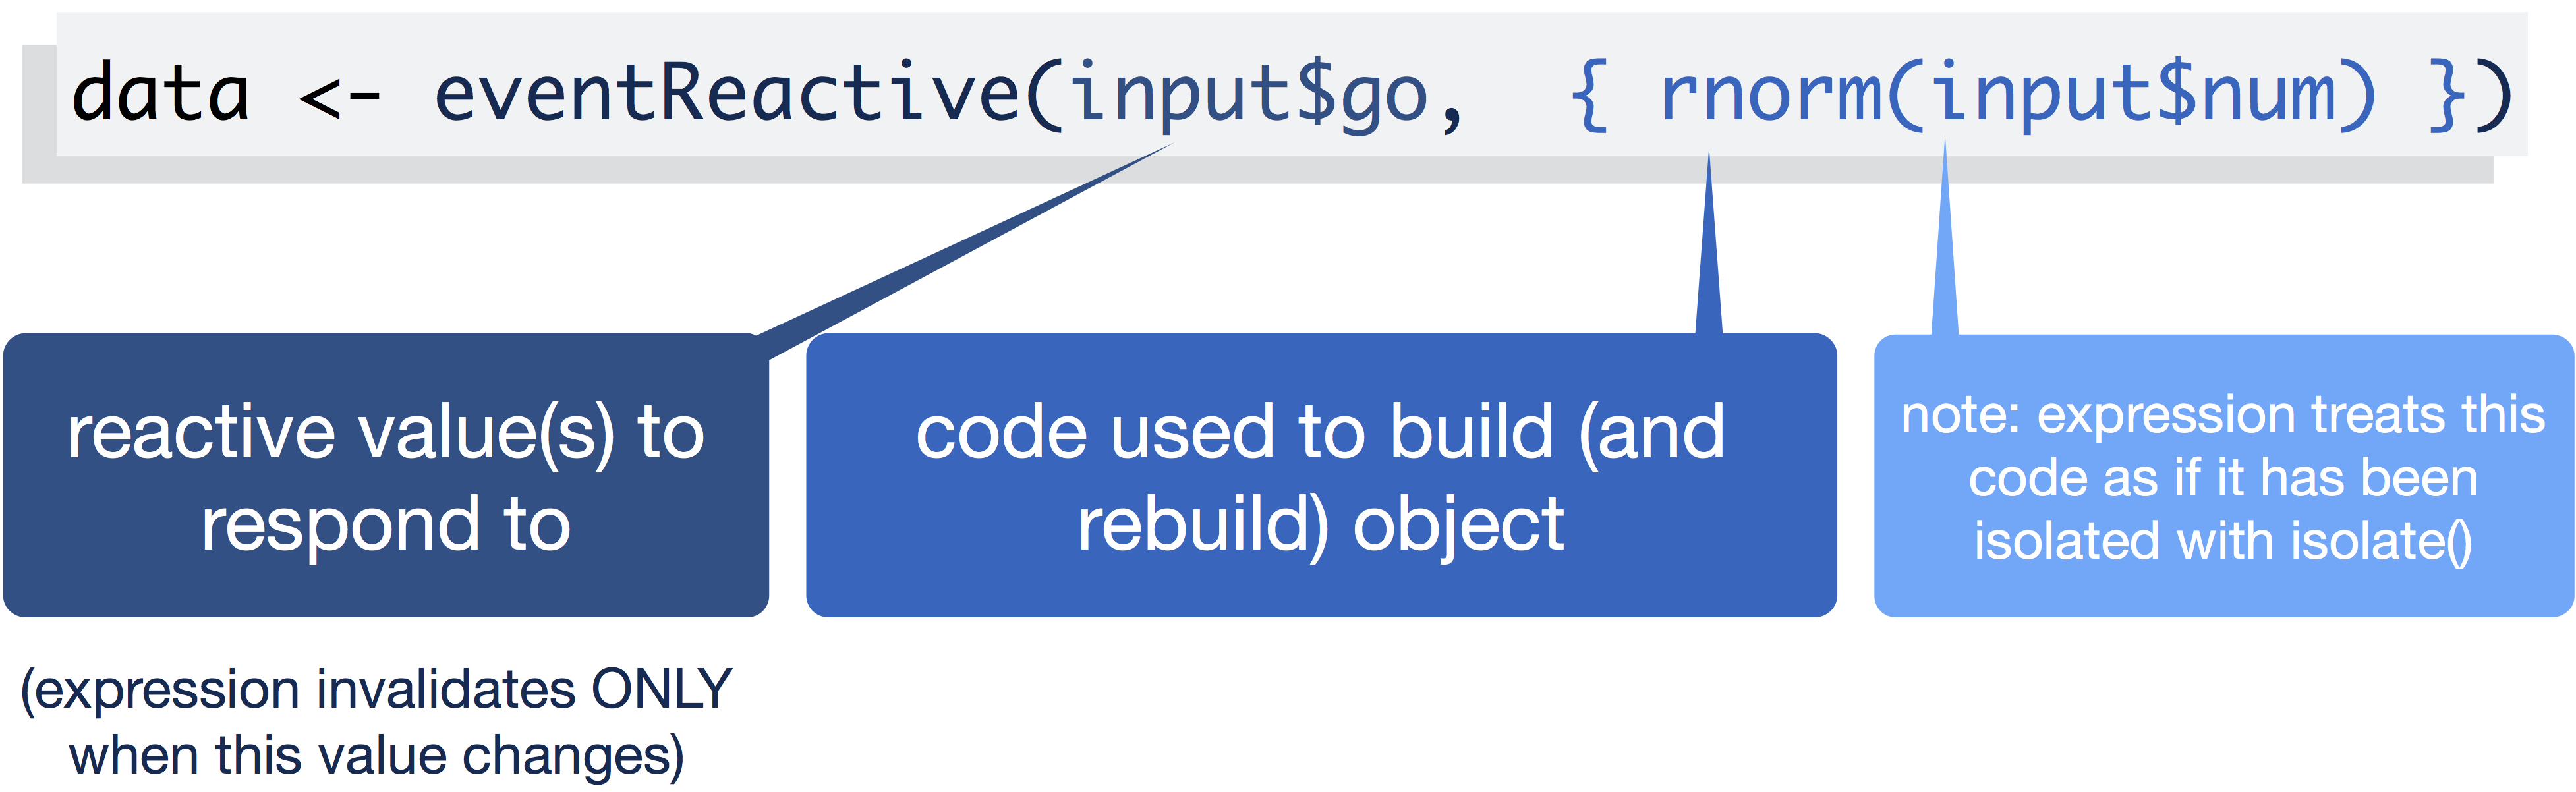 data <- eventReactive(input$go,  { rnorm(input$num) })
reactive value(s) to
respond to
code used to build (and
rebuild) object
note: expression treats this
code as if it has been
isolated with isolate()
(expression invalidates ONLY
when this value changes)